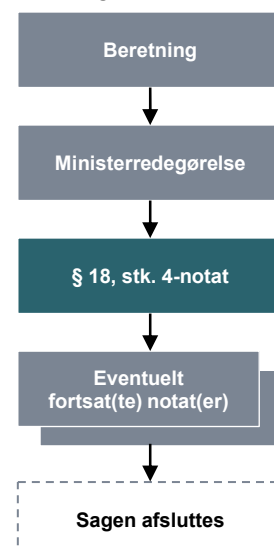 Beretning
Ministerredegørelse
§ 18, stk. 4-notat
Eventuelt
fortsat(te) notat(er)
Sagen afsluttes